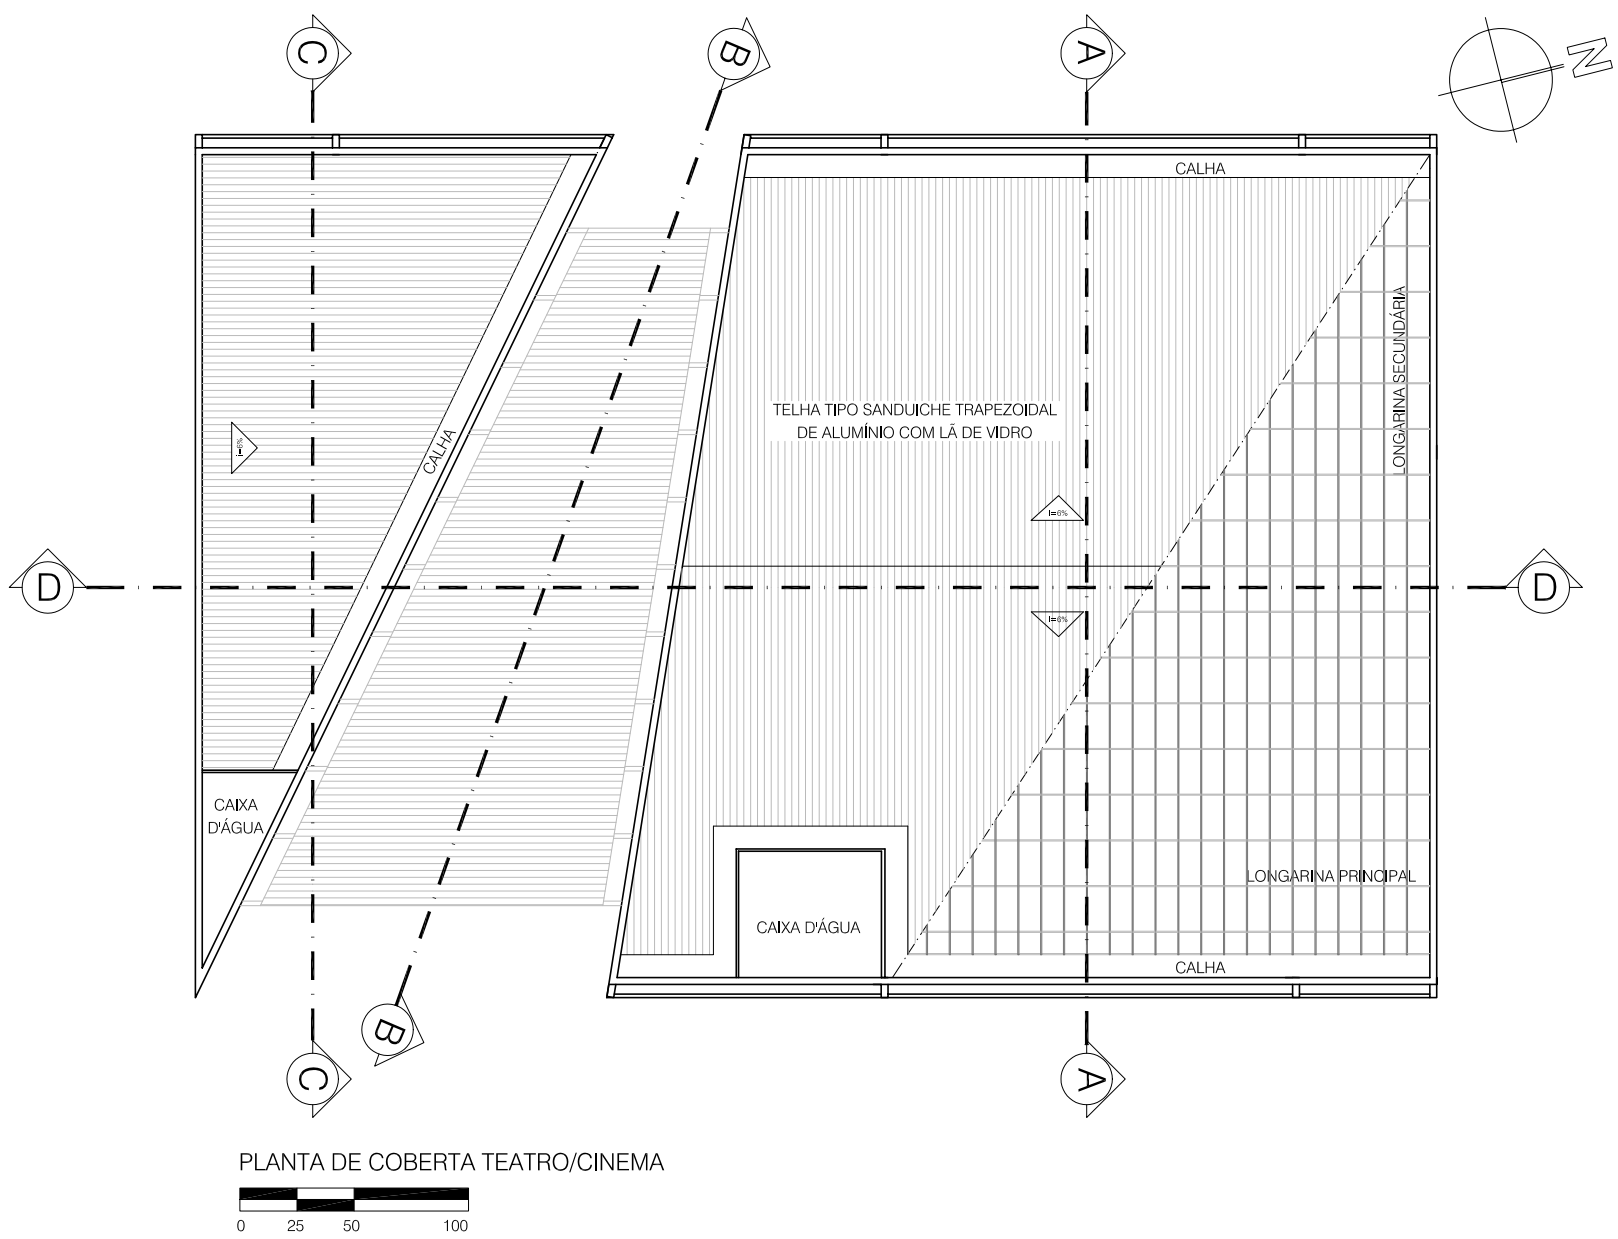 C
B
A
N
CALHA
LONGARINA SECUNDÁRIA
TELHA TIPO SANDUICHE TRAPEZOIDAL
DE ALUMÍNIO COM LÃ DE VIDRO
CALHA
i=6%
i=6%
D
D
i=6%
CAIXA
D'ÁGUA
LONGARINA PRINCIPAL
CAIXA D'ÁGUA
CALHA
B
C
A
PLANTA DE COBERTA TEATRO/CINEMA
0 25 50 100